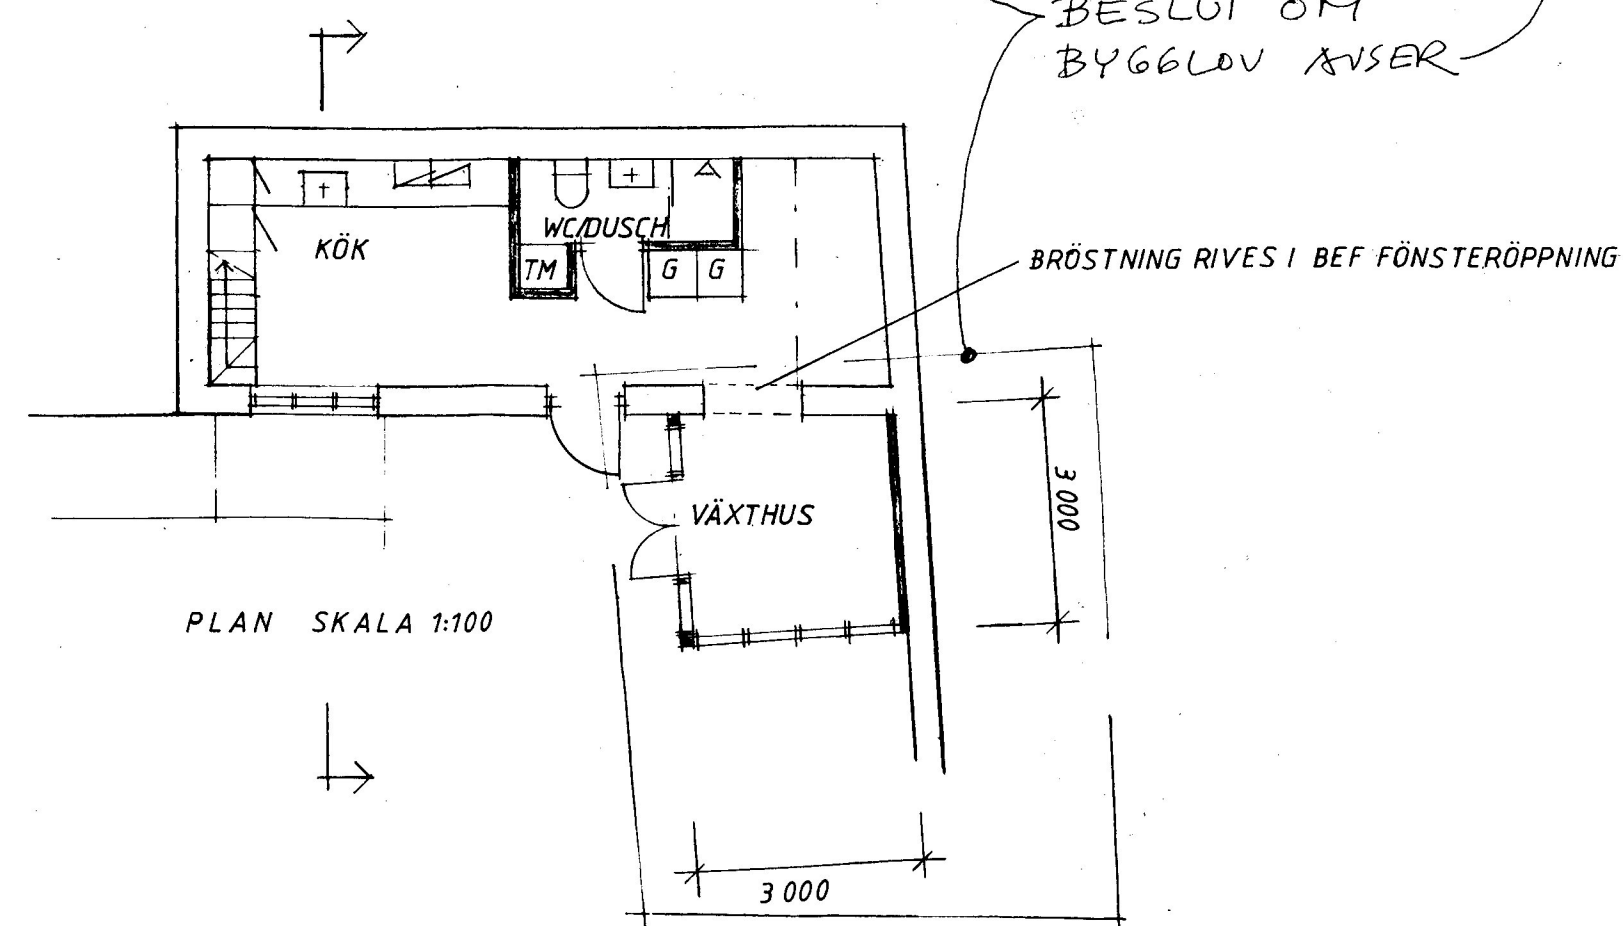 BESLUT OM
BYGGLOV AVSER
WC/DUSCH
KÖK
BRÖSTNING RIVES I BEF FÖNSTERÖPPNING
TM
G G
3 000
VÄXTHUS
PLAN SKALA 1:100
3 000